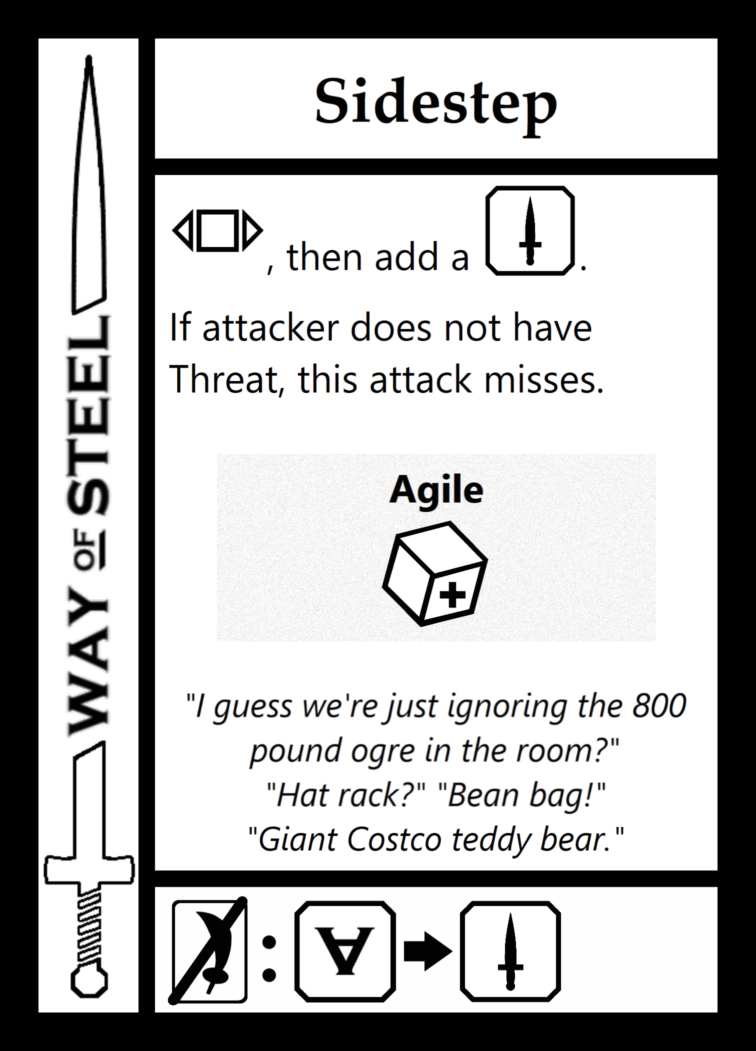 Sidestep
, then add a .
If attacker does not have
Threat, this attack misses.
Agile
+
"I guess we're just ignoring the 800
pound ogre in the room?"
"Hat rack?" "Bean bag!"
"Giant Costco teddy bear."
: ∀
WAY OF STEEL